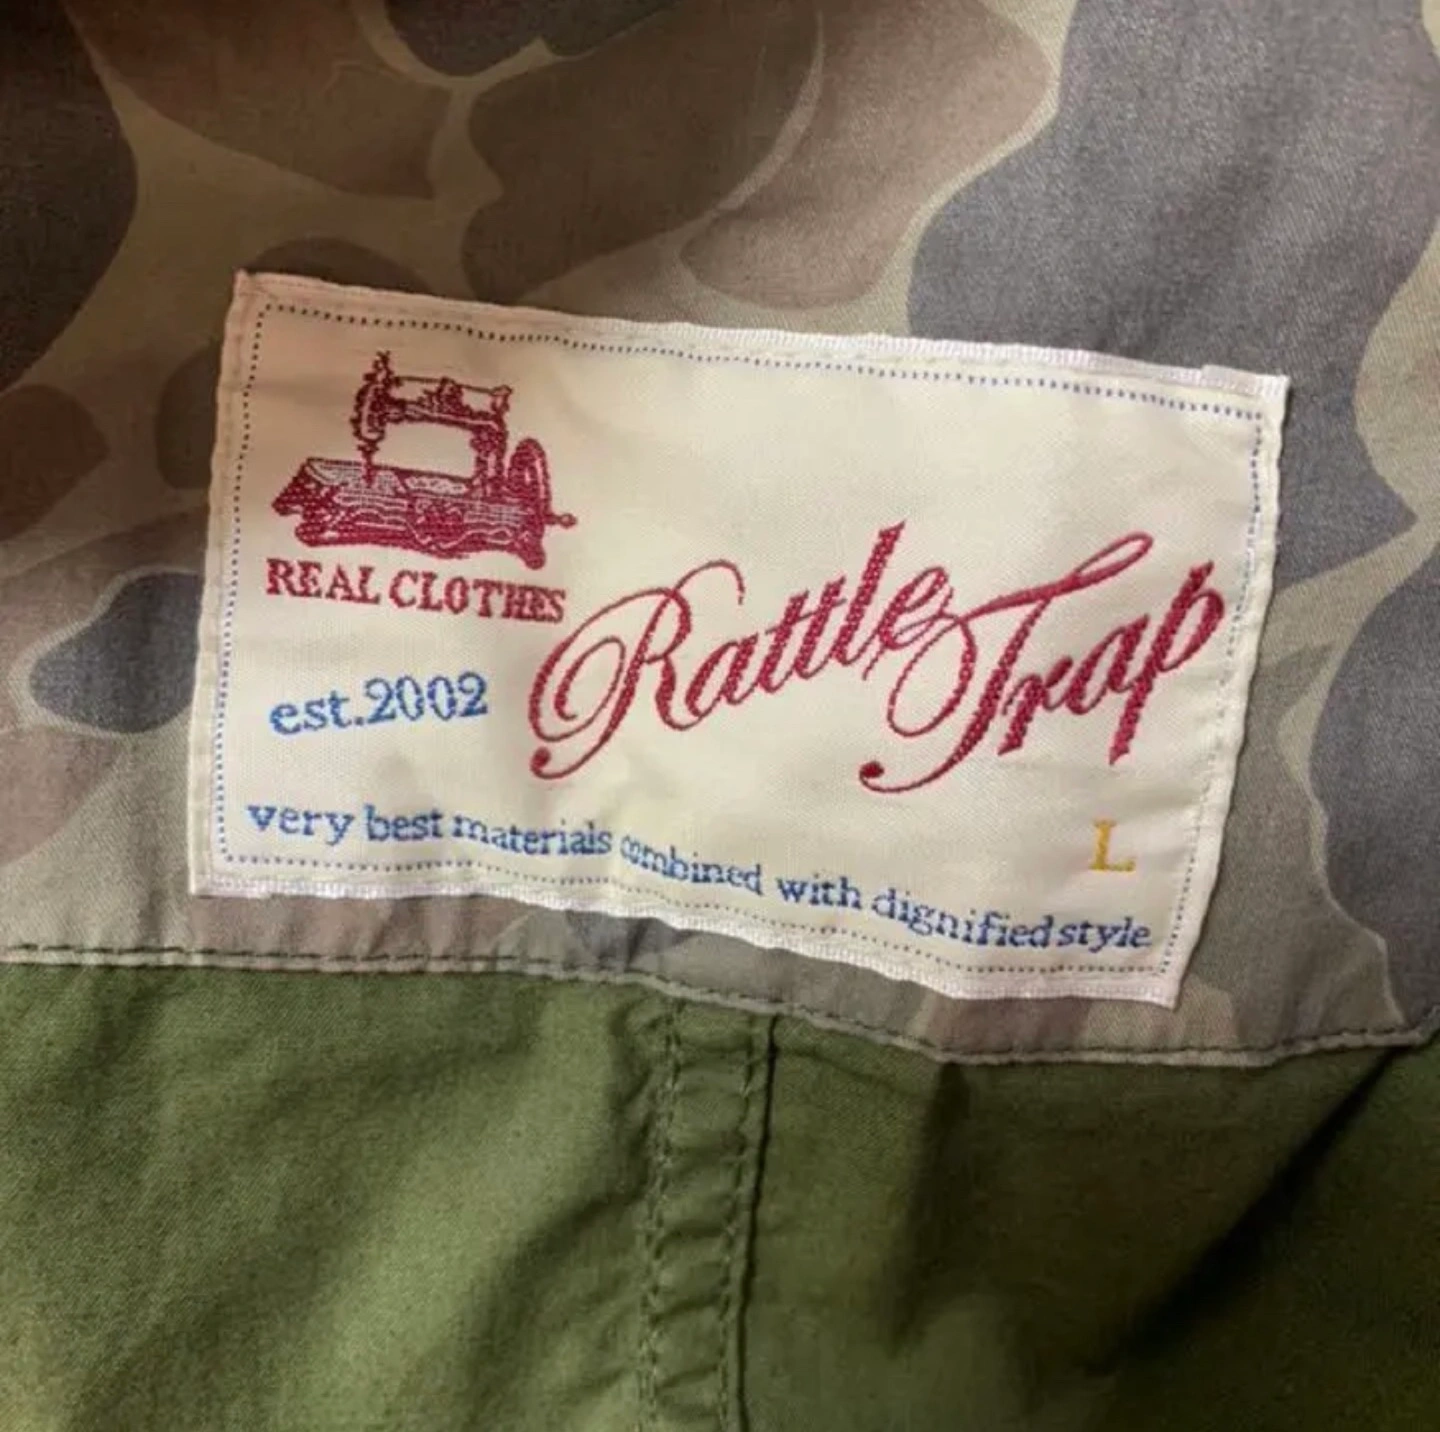 REAL CLOTHES
Rattle Trap
est.2002
L
very best materials combined with dignified style